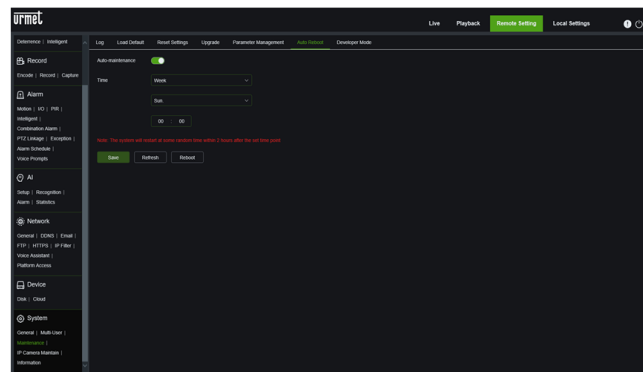 urmet
Live Playback Remote Setting Local Settings
Deterrence | Intelligent
Log Load Default Reset Settings Upgrade Parameter Management Auto Reboot Developer Mode
Auto-maintenance
Record
Encode | Record | Capture
Time Week
Alarm
Sun
Motion | I/O | PIR |
Intelligent |
Combination Alarm |
00 : 00
PTZ Linkage | Exception |
Note: The system will restart at some random time within 2 hours after the set time point
Alarm Schedule |
Voice Prompts
Save Refresh Reboot
AI
Setup | Recognition |
Alarm | Statistics
Network
General | DDNS | Email |
FTP | HTTPS | IP Filter |
Voice Assistant |
Platform Access
Device
Disk | Cloud
System
General | Multi-User |
Maintenance |
IP Camera Maintain |
Information